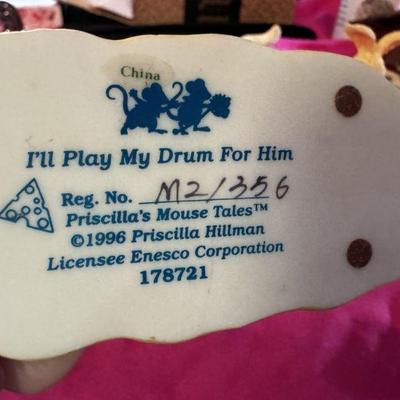 China
I'll Play My Drum For Him
Reg. No. M2/356
Priscilla's Mouse Tales™
©1996 Priscilla Hillman
Licensee Enesco Corporation
178721